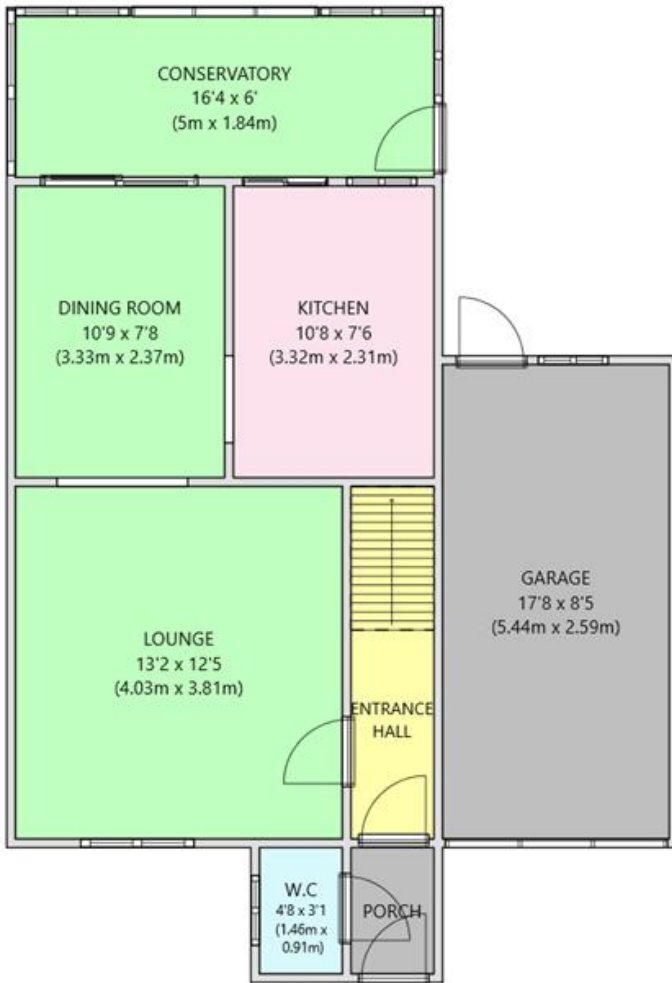 CONSERVATORY
16'4 x 6'
(5m x 1.84m)
DINING ROOM
10'9 x 7'8
(3.33m x 2.37m)
KITCHEN
10'8 x 7'6
(3.32m x 2.31m)
GARAGE
17'8 x 8'5
(5.44m x 2.59m)
LOUNGE
13'2 x 12'5
(4.03m x 3.81m)
ENTRANCE
HALL
W.C
4'8 x 3'1
(1.46m x
0.91m)
PORCH